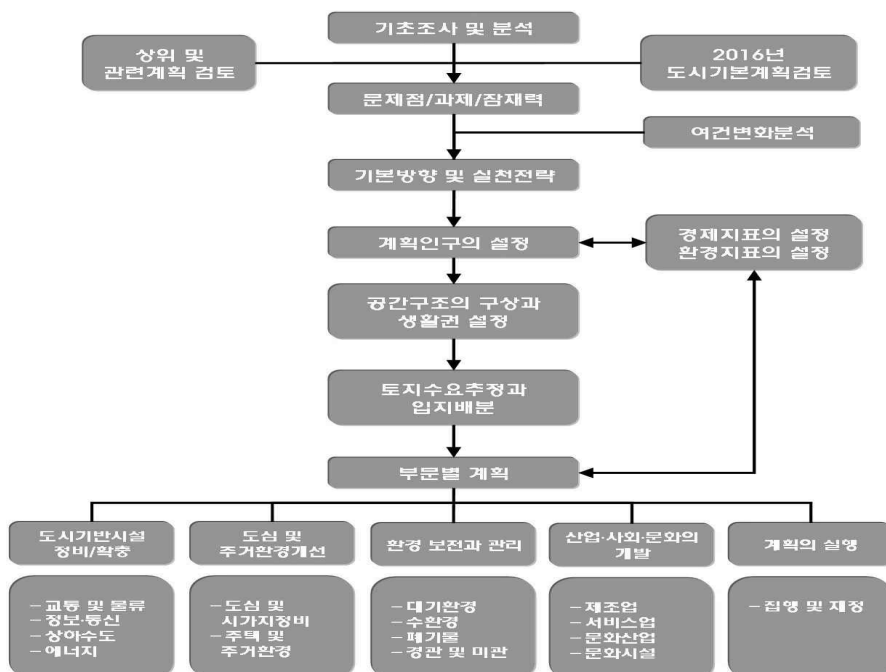 기초조사 및 분석
상위 및
관련계획 검토
2016년
도시기본계획검토
문제점/과제/잠재력
여건변화분석
기본방향 및 실천전략
계획인구의 설정
경제지표의 설정
환경지표의 설정
공간구조의 구상과
생활권 설정
토지수요추정과
입지배분
부문별 계획
도시기반시설
정비/확충
도심 및
주거환경개선
환경 보전과 관리
산업·사회·문화의
개발
계획의 실행
– 교통 및 물류
– 정보·통신
– 상하수도
– 에너지
– 도심 및
시가지정비
– 주택 및
주거환경
– 대기환경
– 수환경
– 폐기물
– 경관 및 미관
– 제조업
– 서비스업
– 문화산업
– 문화시설
– 집행 및 재정